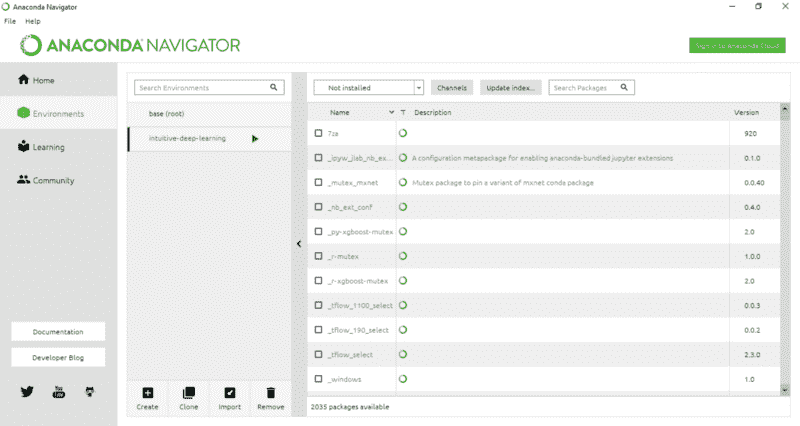 Anaconda Navigator
File Help
ANACONDA NAVIGATOR
Sign in to Anaconda Cloud
Home
Environments
Learning
Community
Documentation
Developer Blog
Search Environments
base (root)
intuitive-deep-learning
Create Clone Import Remove
Not installed Channels Update index... Search Packages
Name T Description Version
7za 920
_ipyw_jlab_nb_ex... A configuration metapackage for enabling anaconda-bundled jupyter extensions 0.1.0
_mutex_mxnet Mutex package to pin a variant of mxnet conda package 0.0.40
_nb_ext_conf 0.4.0
_py-xgboost-mutex 2.0
_r-mutex 1.0.0
_r-xgboost-mutex 2.0
_tflow_1100_select 0.0.3
_tflow_190_select 0.0.2
_tflow_select 2.3.0
_windows 1.0
2035 packages available